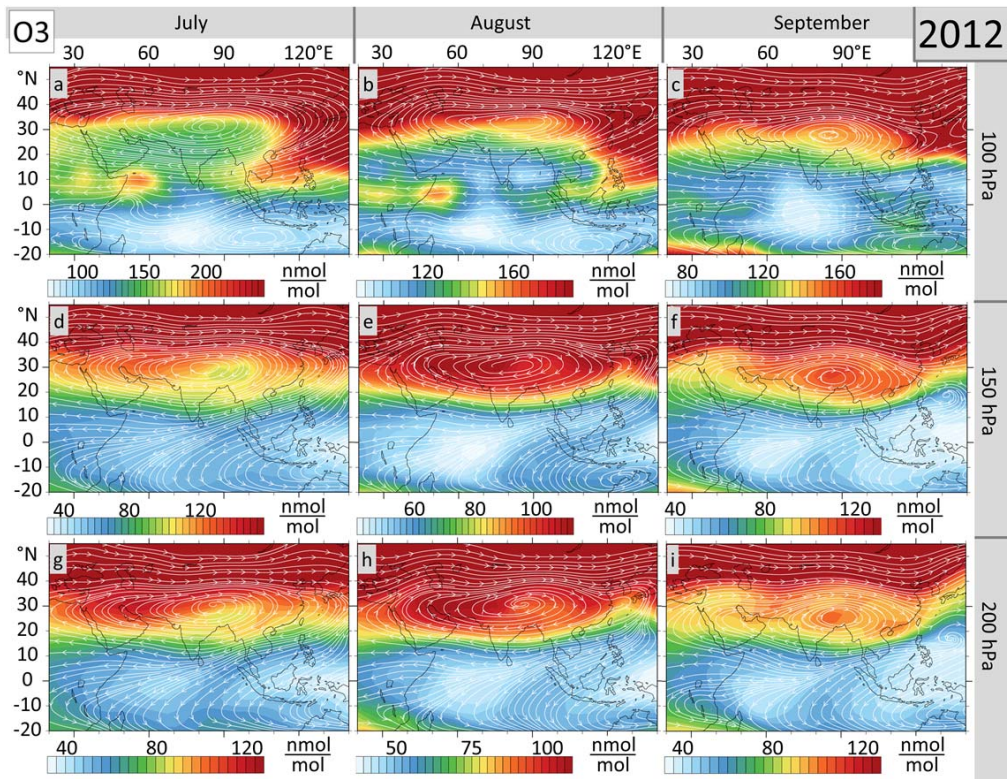 O3
July
August
September
2012
30 60 90 120°E
30 60 90 120°E
30 60 90°E
°N
40
30
20
10
0
-10
-20
a
b
c
100 hPa
100 150 200 nmol/mol
120 160 nmol/mol
80 120 160 nmol/mol
°N
40
30
20
10
0
-10
-20
d
e
f
150 hPa
40 80 120 nmol/mol
60 80 100 nmol/mol
40 80 120 nmol/mol
°N
40
30
20
10
0
-10
-20
g
h
i
200 hPa
40 80 120 nmol/mol
50 75 100 nmol/mol
40 80 120 nmol/mol